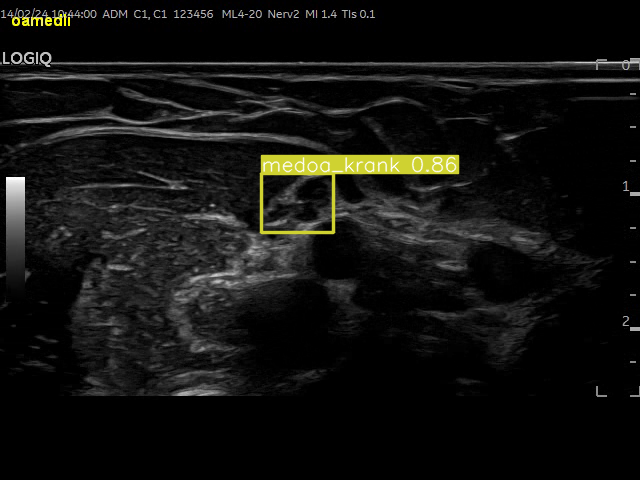 14/02/24 10:44:00 ADM C1, C1 123456 ML4-20 Nerv2 MI 1.4 TIs 0.1
oamedli
LOGIQ
0
medoa_krank 0.86
1
2